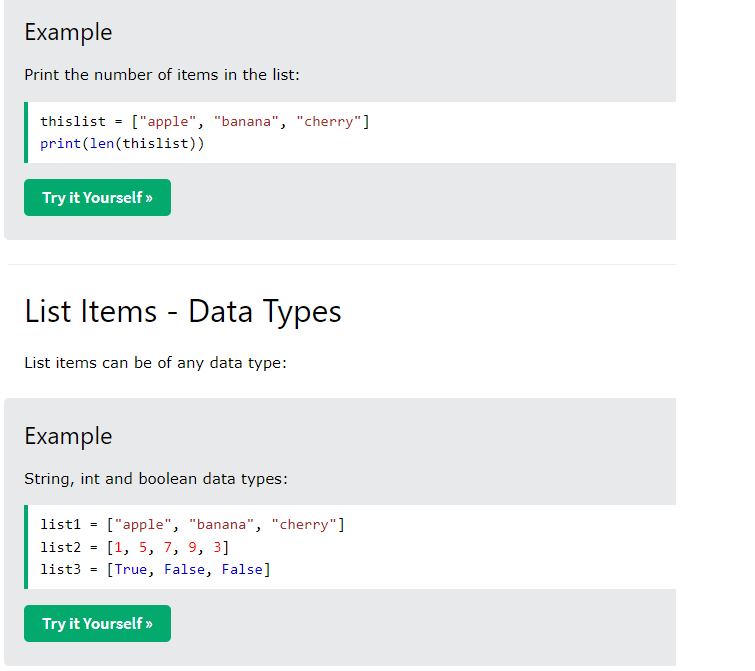 Example
Print the number of items in the list:
thislist = ["apple", "banana", "cherry"]
print(len(thislist))
Try it Yourself »
List Items - Data Types
List items can be of any data type:
Example
String, int and boolean data types:
list1 = ["apple", "banana", "cherry"]
list2 = [1, 5, 7, 9, 3]
list3 = [True, False, False]
Try it Yourself »